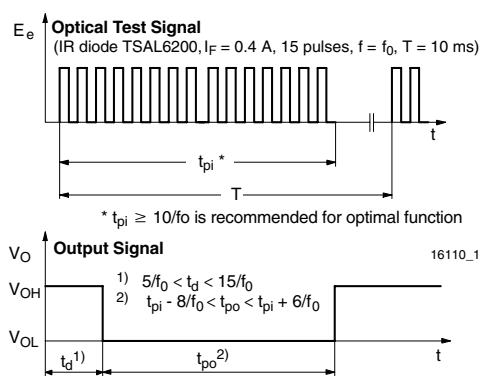 E_e Optical Test Signal
(IR diode TSAL6200, I_F = 0.4 A, 15 pulses, f = f_0, T = 10 ms)
t
t_pi *
T
* t_pi ≥ 10/fo is recommended for optimal function
V_O Output Signal
16110_1
V_OH
1) 5/f_0 < t_d < 15/f_0
2) t_pi - 8/f_0 < t_po < t_pi + 6/f_0
V_OL
t_d 1)
t_po 2)
t